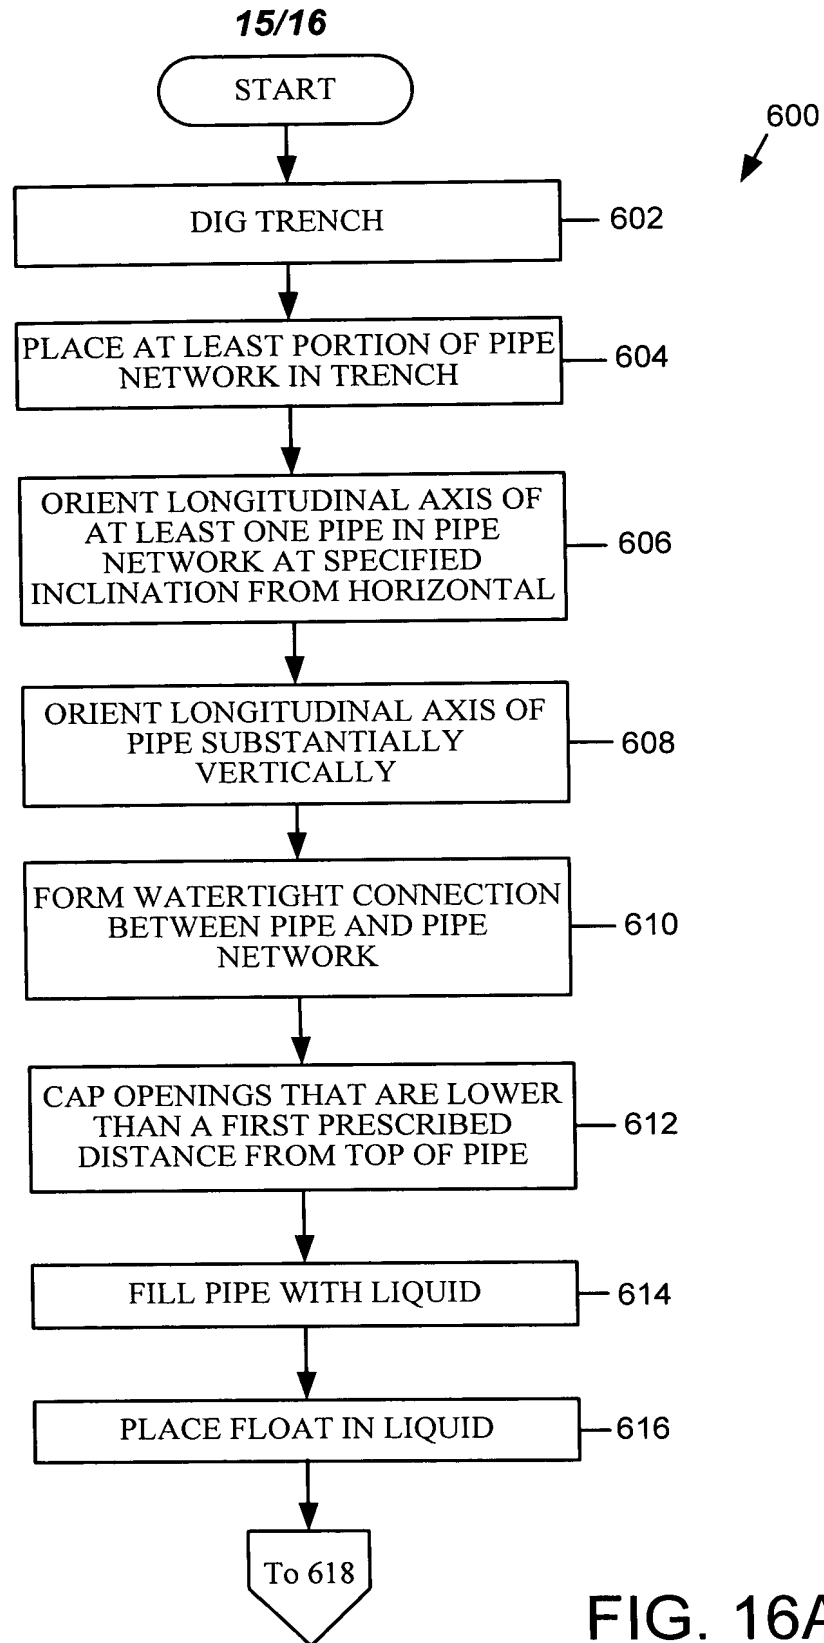 15/16
START
600
DIG TRENCH
602
PLACE AT LEAST PORTION OF PIPE
NETWORK IN TRENCH
604
ORIENT LONGITUDINAL AXIS OF
AT LEAST ONE PIPE IN PIPE
NETWORK AT SPECIFIED
INCLINATION FROM HORIZONTAL
606
ORIENT LONGITUDINAL AXIS OF
PIPE SUBSTANTIALLY
VERTICALLY
608
FORM WATERTIGHT CONNECTION
BETWEEN PIPE AND PIPE
NETWORK
610
CAP OPENINGS THAT ARE LOWER
THAN A FIRST PRESCRIBED
DISTANCE FROM TOP OF PIPE
612
FILL PIPE WITH LIQUID
614
PLACE FLOAT IN LIQUID
616
To 618
FIG. 16A